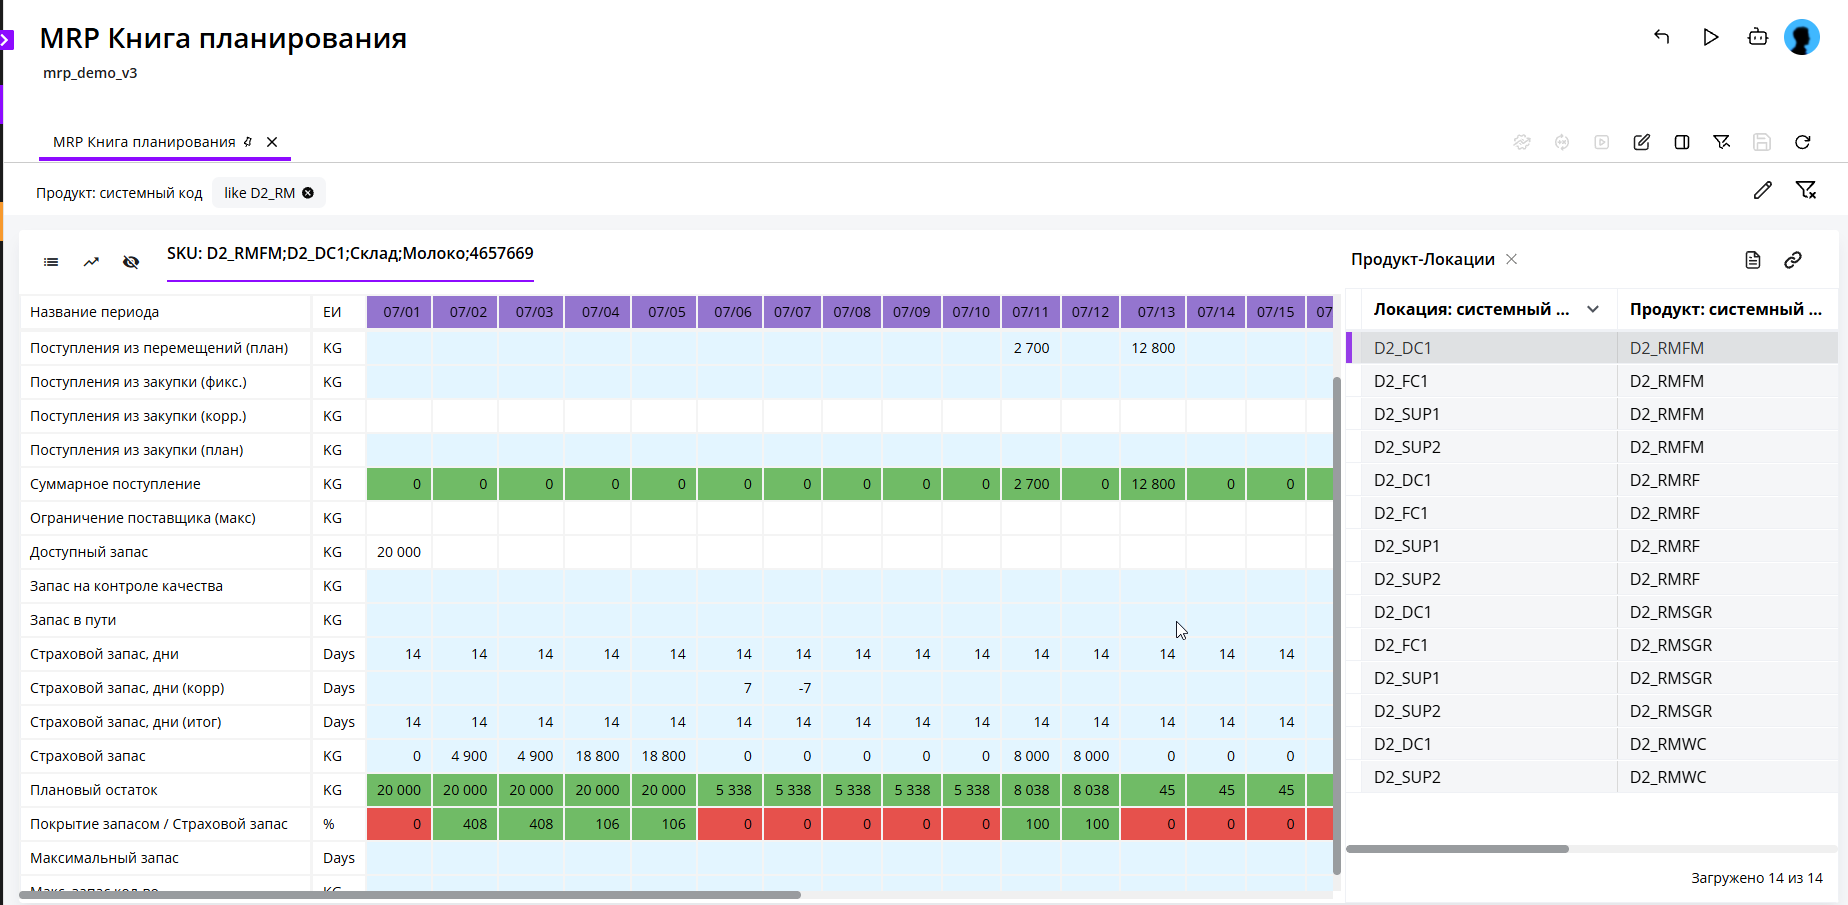 MRP Книга планирования
mrp_demo_v3
MRP Книга планирования
Продукт: системный код like D2_RM
SKU: D2_RMFM;D2_DC1;Склад;Молоко;4657669
Название периода ЕИ 07/01 07/02 07/03 07/04 07/05 07/06 07/07 07/08 07/09 07/10 07/11 07/12 07/13 07/14 07/15 07
Поступления из перемещений (план) KG 2 700 12 800
Поступления из закупки (фикс.) KG
Поступления из закупки (корр.) KG
Поступления из закупки (план) KG
Суммарное поступление KG 0 0 0 0 0 0 0 0 0 0 2 700 0 12 800 0 0
Ограничение поставщика (макс) KG
Доступный запас KG 20 000
Запас на контроле качества KG
Запас в пути KG
Страховой запас, дни Days 14 14 14 14 14 14 14 14 14 14 14 14 14 14 14
Страховой запас, дни (корр) Days 7 -7
Страховой запас, дни (итог) Days 14 14 14 14 14 14 14 14 14 14 14 14 14 14 14
Страховой запас KG 0 4 900 4 900 18 800 18 800 0 0 0 0 0 8 000 8 000 0 0 0
Плановый остаток KG 20 000 20 000 20 000 20 000 20 000 5 338 5 338 5 338 5 338 5 338 8 038 8 038 45 45 45
Покрытие запасом / Страховой запас % 0 408 408 106 106 0 0 0 0 0 100 100 0 0 0
Максимальный запас Days
Продукт-Локации
Локация: системный ... Продукт: системный ...
D2_DC1 D2_RMFM
D2_FC1 D2_RMFM
D2_SUP1 D2_RMFM
D2_SUP2 D2_RMFM
D2_DC1 D2_RMRF
D2_FC1 D2_RMRF
D2_SUP1 D2_RMRF
D2_SUP2 D2_RMRF
D2_DC1 D2_RMSGR
D2_FC1 D2_RMSGR
D2_SUP1 D2_RMSGR
D2_SUP2 D2_RMSGR
D2_DC1 D2_RMWC
D2_SUP2 D2_RMWC
Загружено 14 из 14